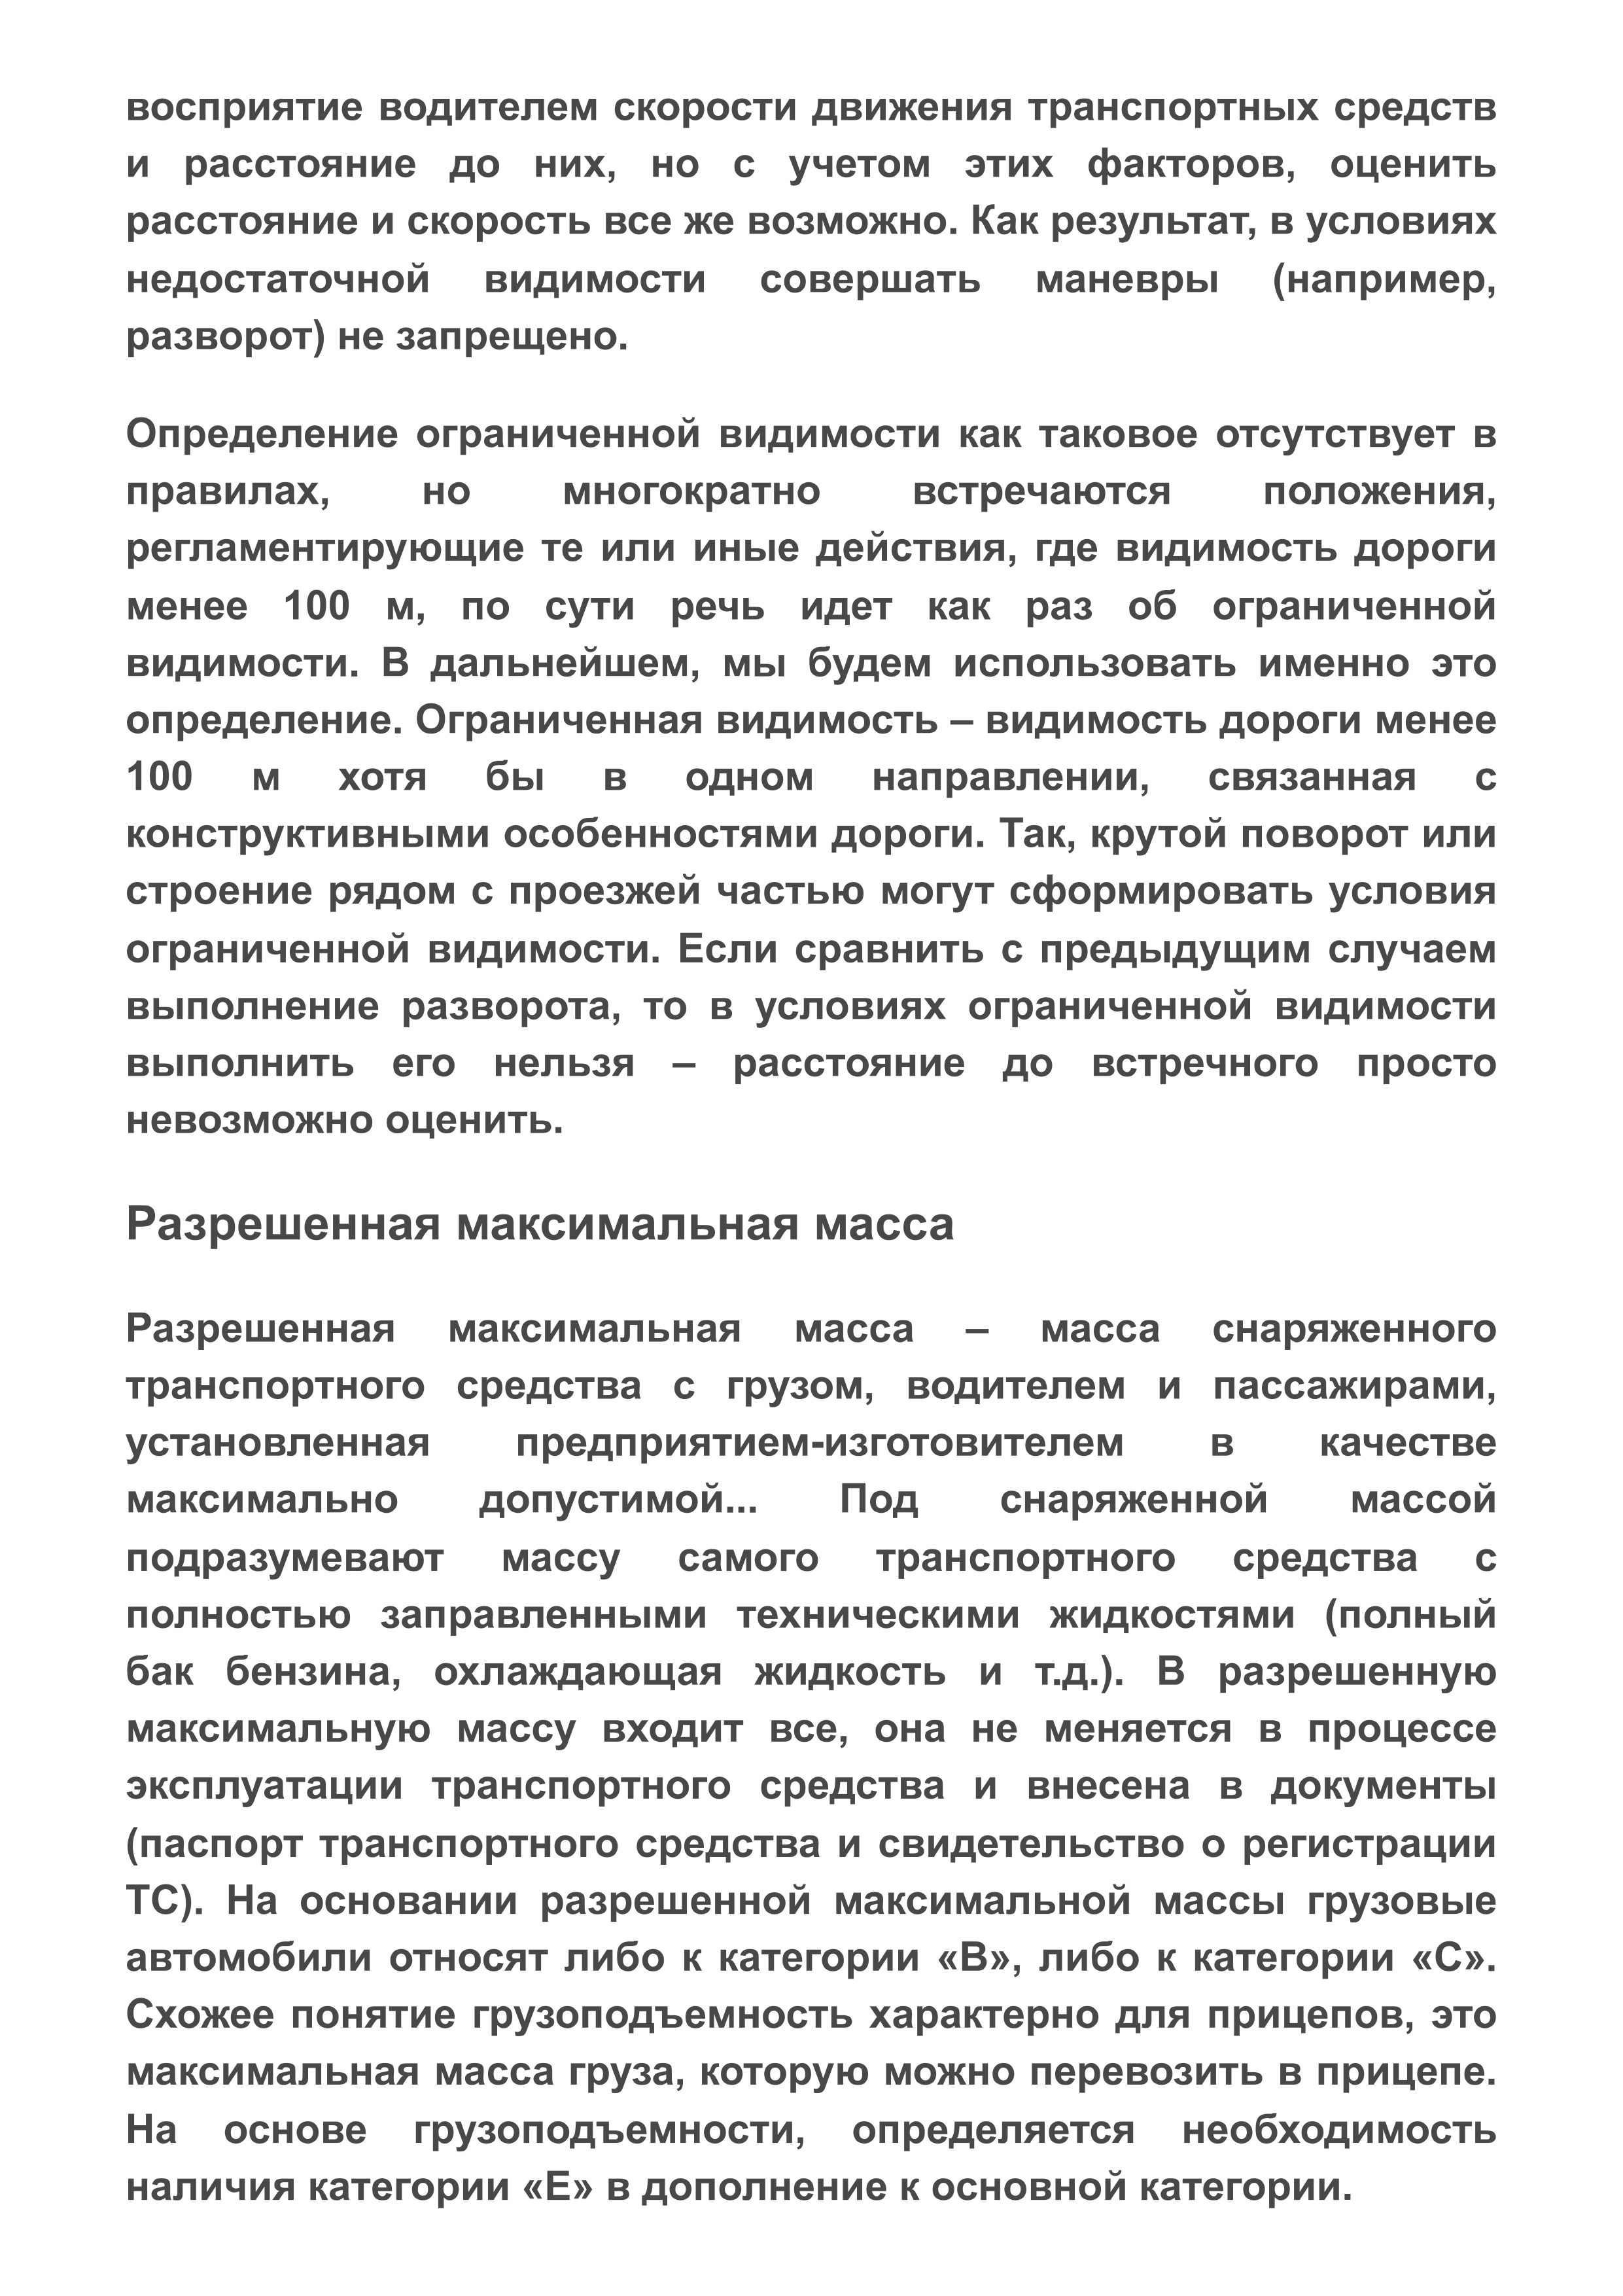 восприятие водителем скорости движения транспортных средств
и расстояние до них, но с учетом этих факторов, оценить
расстояние и скорость все же возможно. Как результат, в условиях
недостаточной видимости совершать маневры (например,
разворот) не запрещено.
Определение ограниченной видимости как таковое отсутствует в
правилах, но многократно встречаются положения,
регламентирующие те или иные действия, где видимость дороги
менее 100 м, по сути речь идет как раз об ограниченной
видимости. В дальнейшем, мы будем использовать именно это
определение. Ограниченная видимость – видимость дороги менее
100 м хотя бы в одном направлении, связанная с
конструктивными особенностями дороги. Так, крутой поворот или
строение рядом с проезжей частью могут сформировать условия
ограниченной видимости. Если сравнить с предыдущим случаем
выполнение разворота, то в условиях ограниченной видимости
выполнить его нельзя – расстояние до встречного просто
невозможно оценить.
Разрешенная максимальная масса
Разрешенная максимальная масса – масса снаряженного
транспортного средства с грузом, водителем и пассажирами,
установленная предприятием-изготовителем в качестве
максимально допустимой... Под снаряженной массой
подразумевают массу самого транспортного средства с
полностью заправленными техническими жидкостями (полный
бак бензина, охлаждающая жидкость и т.д.). В разрешенную
максимальную массу входит все, она не меняется в процессе
эксплуатации транспортного средства и внесена в документы
(паспорт транспортного средства и свидетельство о регистрации
ТС). На основании разрешенной максимальной массы грузовые
автомобили относят либо к категории «В», либо к категории «С».
Схожее понятие грузоподъемность характерно для прицепов, это
максимальная масса груза, которую можно перевозить в прицепе.
На основе грузоподъемности, определяется необходимость
наличия категории «Е» в дополнение к основной категории.